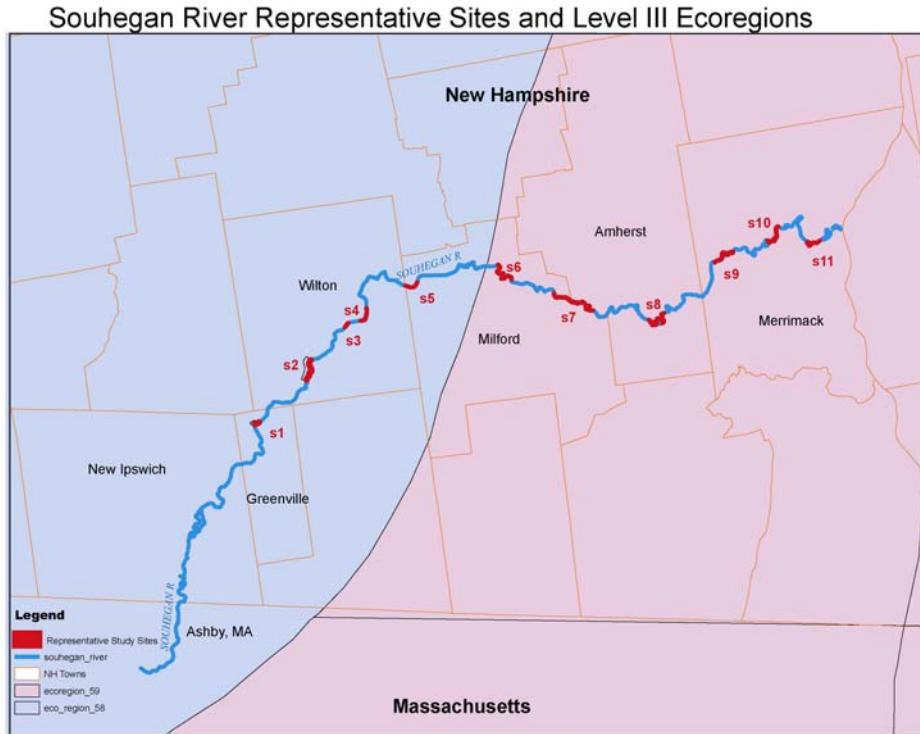 Souhegan River Representative Sites and Level III Ecoregions
New Hampshire
Amherst
s10
s11
s9
SOUHEGAN R
s6
Wilton
s5
s4
s3
s7
s8
Merrimack
Milford
s2
s1
New Ipswich
Greenville
SOUHEGAN R
Ashby, MA
Legend
Representative Study Sites
souhegan_river
NH Towns
ecoregion_59
eco_region_58
Massachusetts